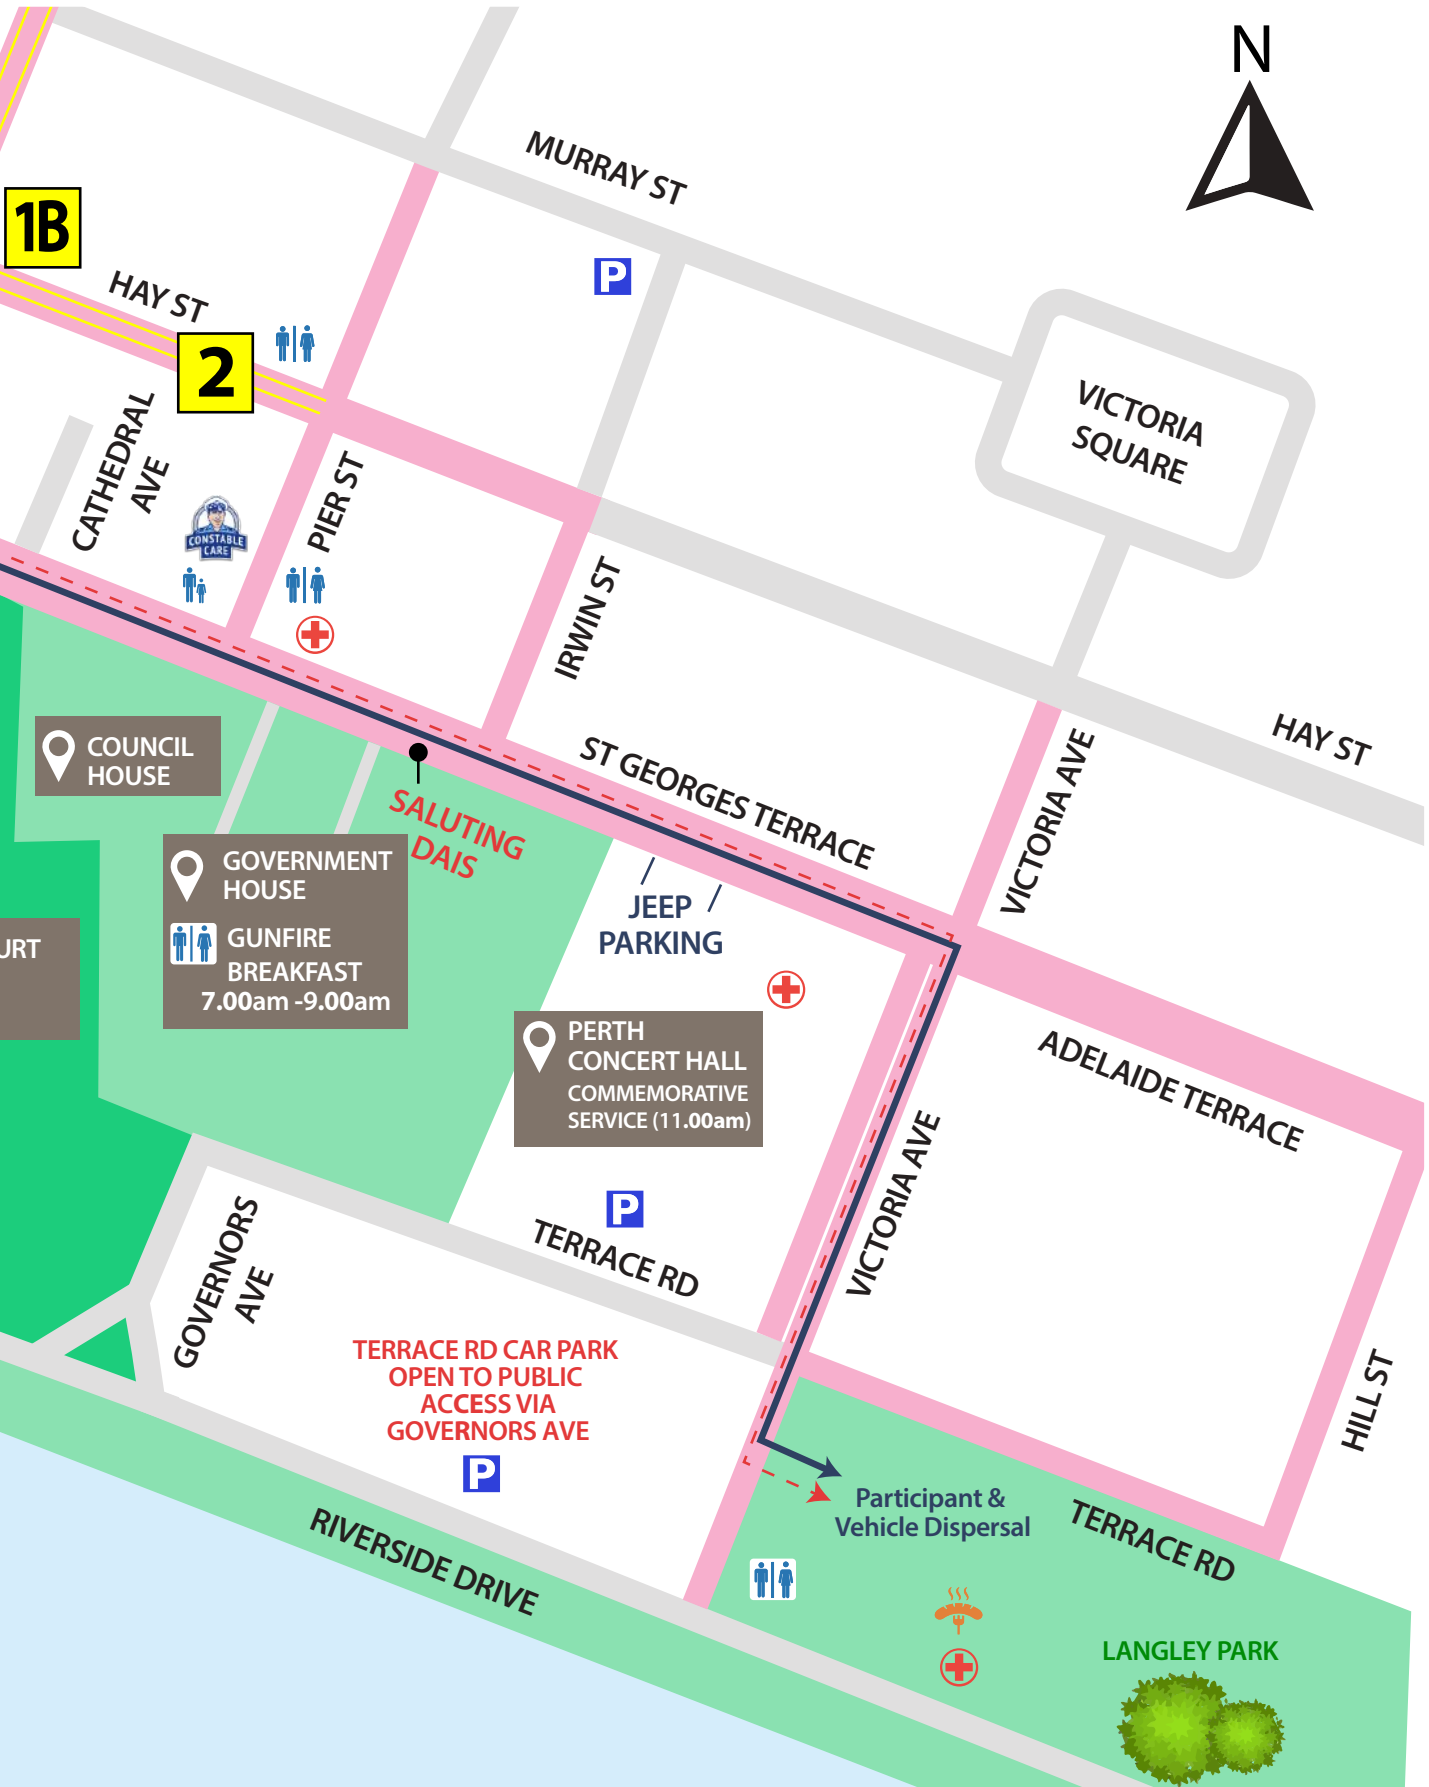 N
MURRAY ST
1B
P
HAY ST
2
VICTORIA
SQUARE
CATHEDRAL
AVE
PIER ST
CONSTABLE
CARE
IRWIN ST
COUNCIL
HOUSE
HAY ST
VICTORIA AVE
ST GEORGES TERRACE
SALUTING
DAIS
GOVERNMENT
HOUSE
GUNFIRE
BREAKFAST
7.00am -9.00am
JEEP
PARKING
URT
PERTH
CONCERT HALL
COMMEMORATIVE
SERVICE (11.00am)
ADELAIDE TERRACE
VICTORIA AVE
P
TERRACE RD
GOVERNORS
AVE
TERRACE RD CAR PARK
OPEN TO PUBLIC
ACCESS VIA
GOVERNORS AVE
P
HILL ST
Participant &
Vehicle Dispersal
TERRACE RD
RIVERSIDE DRIVE
LANGLEY PARK